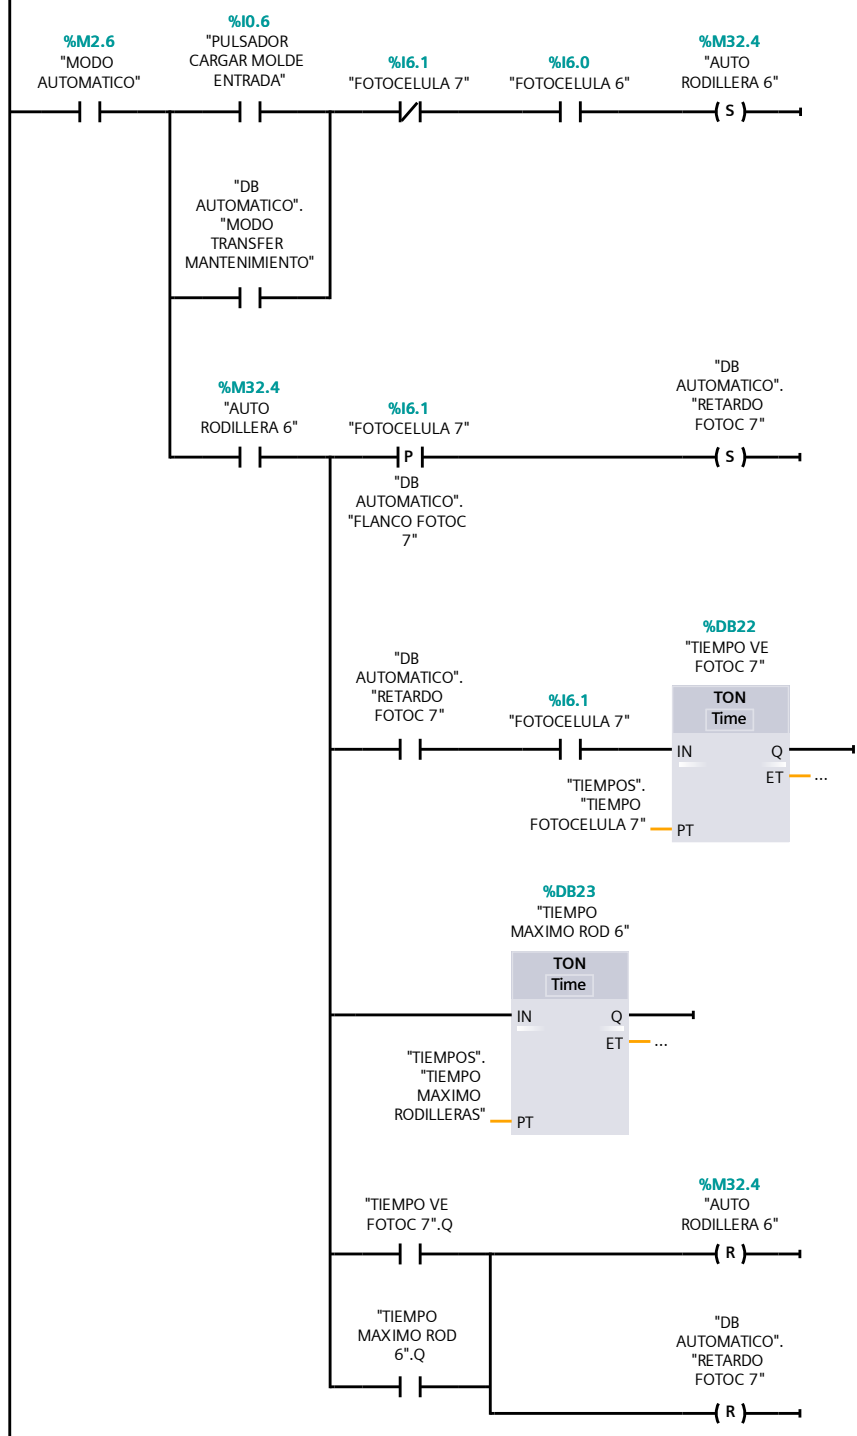 %M2.6
"MODO
AUTOMATICO"
%I0.6
"PULSADOR
CARGAR MOLDE
ENTRADA"
%I6.1
"FOTOCELULA 7"
%I6.0
"FOTOCELULA 6"
%M32.4
"AUTO
RODILLERA 6"
S
"DB
AUTOMATICO".
"MODO
TRANSFER
MANTENIMIENTO"
%M32.4
"AUTO
RODILLERA 6"
%I6.1
"FOTOCELULA 7"
P
"DB
AUTOMATICO".
"FLANCO FOTOC
7"
"DB
AUTOMATICO".
"RETARDO
FOTOC 7"
S
"DB
AUTOMATICO".
"RETARDO
FOTOC 7"
%I6.1
"FOTOCELULA 7"
%DB22
"TIEMPO VE
FOTOC 7"
TON
Time
IN Q
ET ...
"TIEMPOS".
"TIEMPO
FOTOCELULA 7"
PT
%DB23
"TIEMPO
MAXIMO ROD 6"
TON
Time
IN Q
ET ...
"TIEMPOS".
"TIEMPO
MAXIMO
RODILLERAS"
PT
"TIEMPO VE
FOTOC 7".Q
%M32.4
"AUTO
RODILLERA 6"
R
"TIEMPO
MAXIMO ROD
6".Q
"DB
AUTOMATICO".
"RETARDO
FOTOC 7"
R